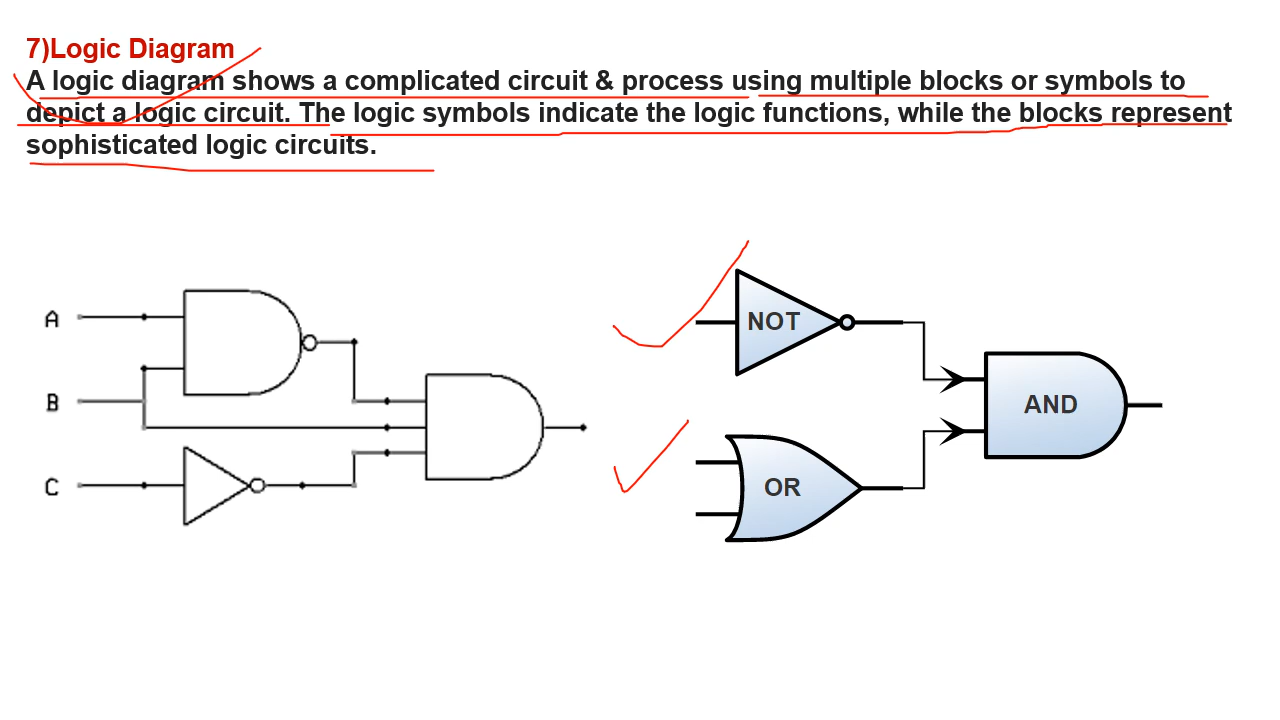 7)Logic Diagram
A logic diagram shows a complicated circuit & process using multiple blocks or symbols to
depict a logic circuit. The logic symbols indicate the logic functions, while the blocks represent
sophisticated logic circuits.
A
B
C
NOT
AND
OR